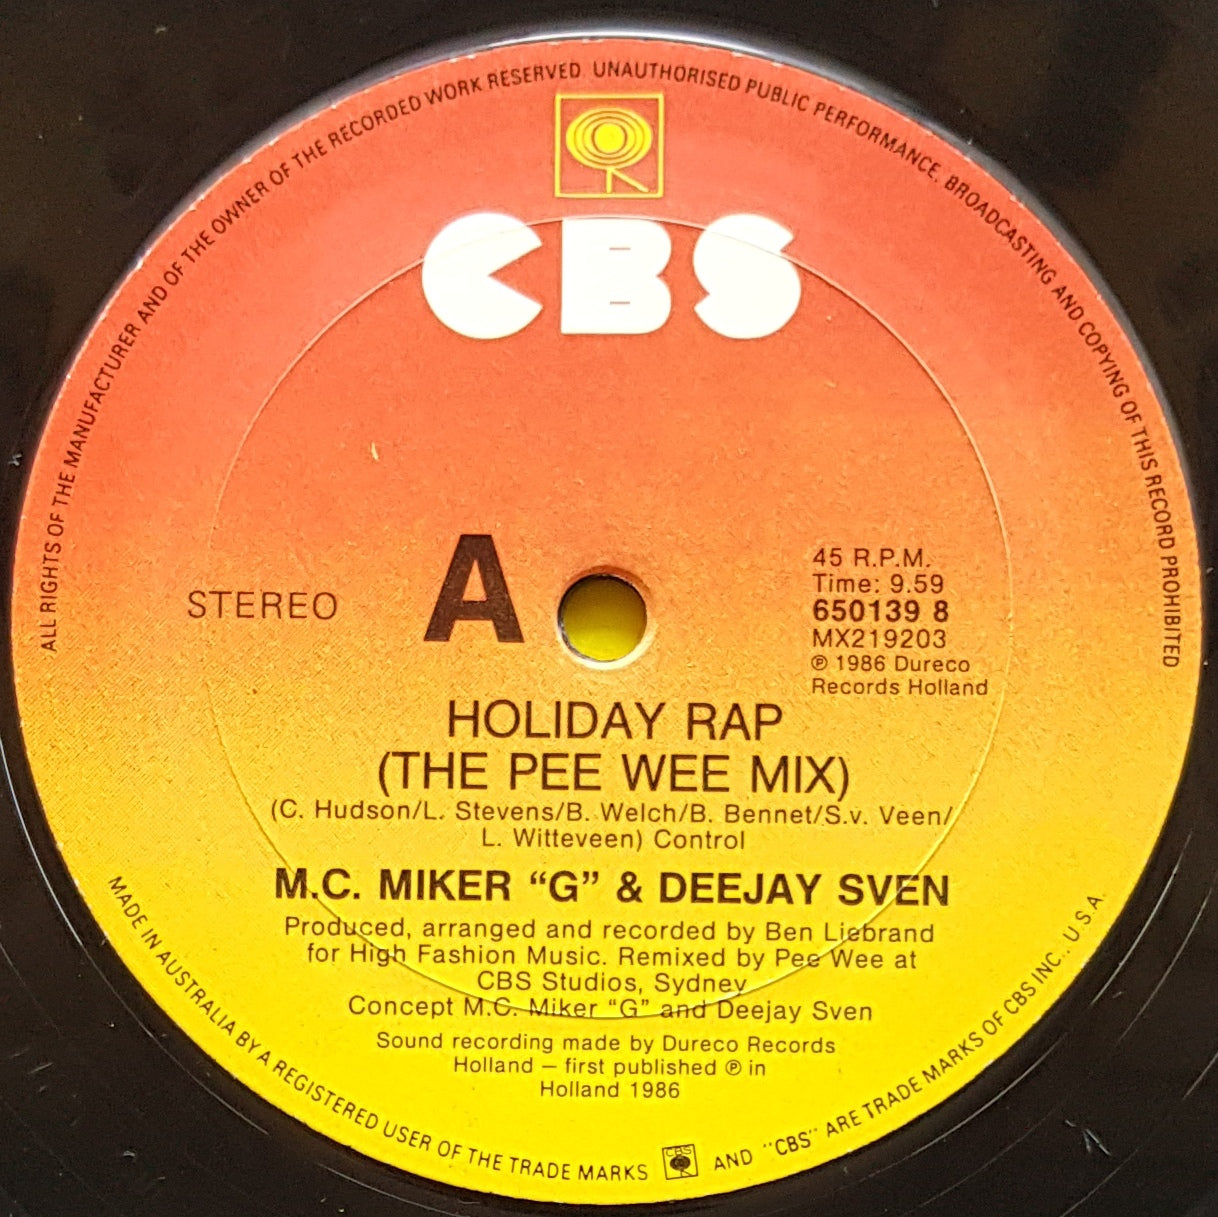 ALL RIGHTS OF THE MANUFACTURER AND OF THE OWNER OF THE RECORDED WORK RESERVED. UNAUTHORISED PUBLIC PERFORMANCE, BROADCASTING AND COPYING OF THIS RECORD PROHIBITED
CBS
STEREO
A
45 R.P.M.
Time: 9.59
650139 8
MX219203
℗ 1986 Dureco
Records Holland
HOLIDAY RAP
(THE PEE WEE MIX)
(C. Hudson/L. Stevens/B. Welch/B. Bennet/S.v. Veen/
L. Witteveen) Control
M.C. MIKER “G” & DEEJAY SVEN
Produced, arranged and recorded by Ben Liebrand
for High Fashion Music. Remixed by Pee Wee at
CBS Studios, Sydney
Concept M.C. Miker “G” and Deejay Sven
Sound recording made by Dureco Records
Holland – first published ℗ in
Holland 1986
MADE IN AUSTRALIA BY A REGISTERED USER OF THE TRADE MARKS CBS AND "CBS" ARE TRADE MARKS OF CBS INC., U.S.A.